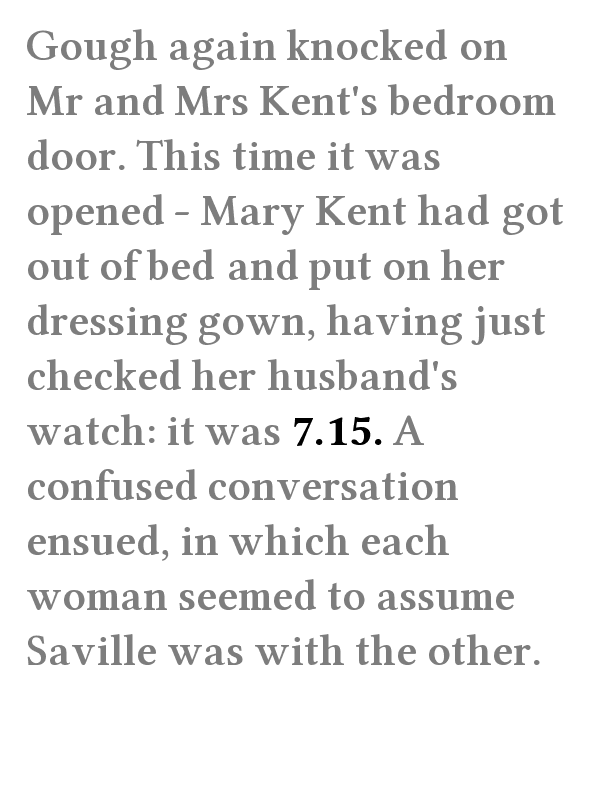 Gough again knocked on
Mr and Mrs Kent's bedroom
door. This time it was
opened - Mary Kent had got
out of bed and put on her
dressing gown, having just
checked her husband's
watch: it was 7.15. A
confused conversation
ensued, in which each
woman seemed to assume
Saville was with the other.